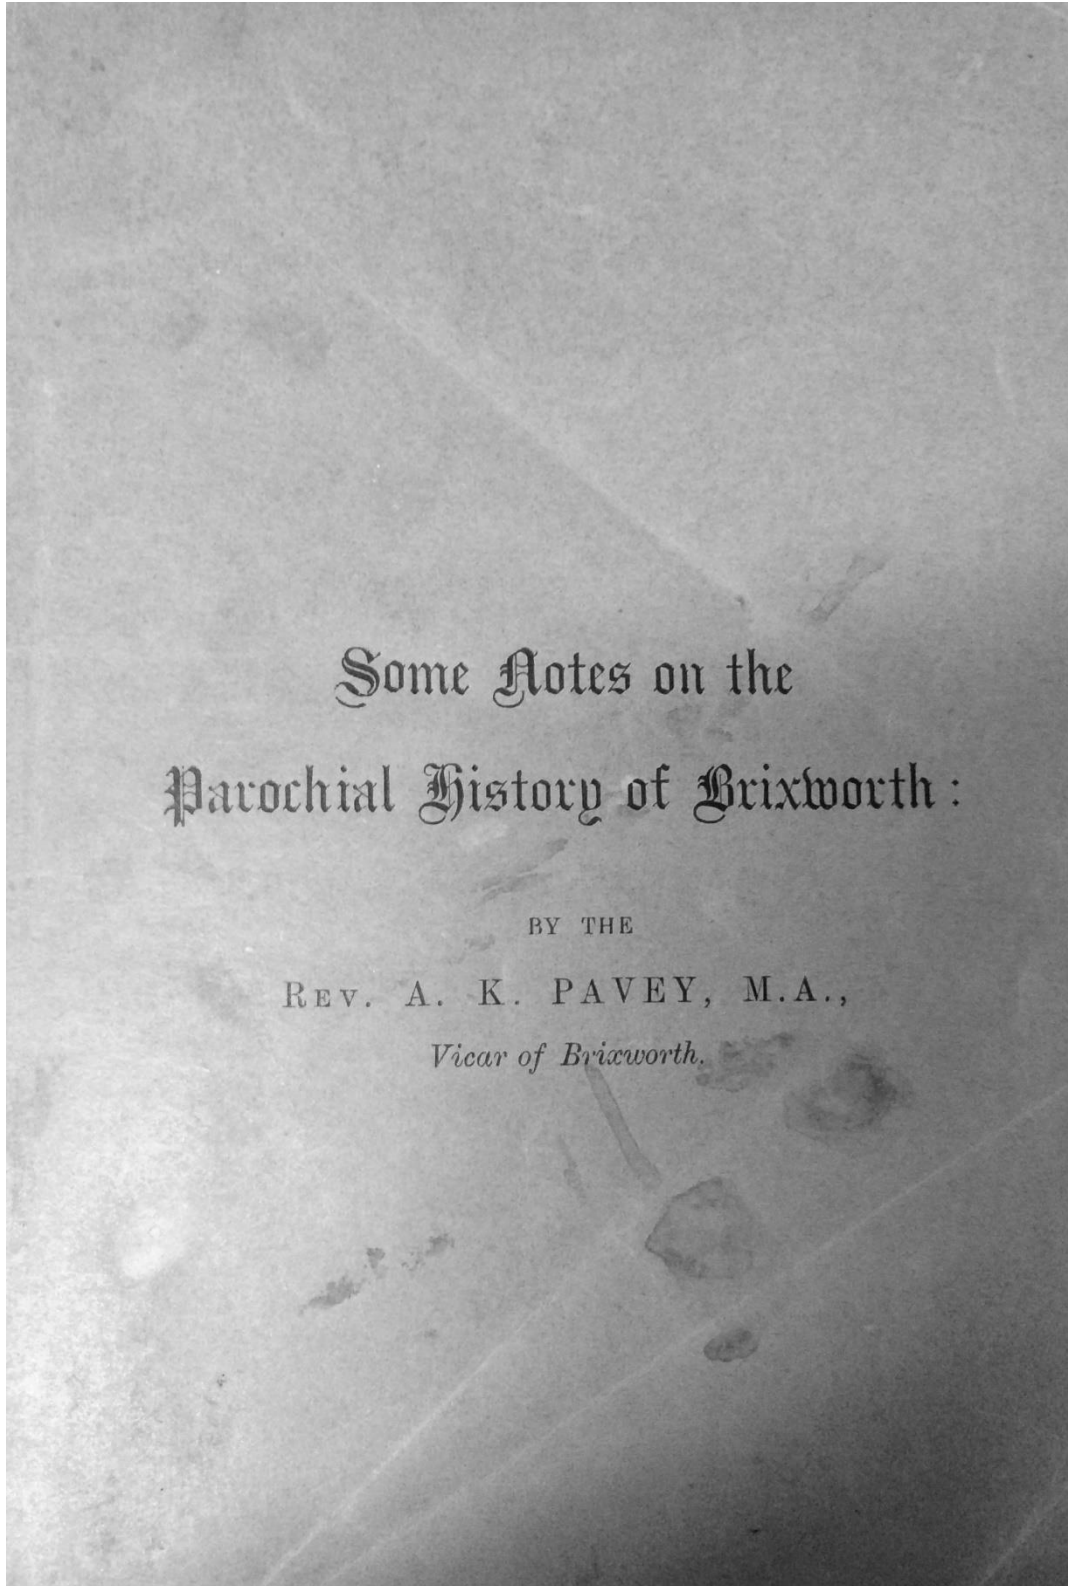 Some Notes on the
Parochial History of Brixworth:
BY THE
REV. A. K. PAVEY, M.A.,
Vicar of Brixworth.